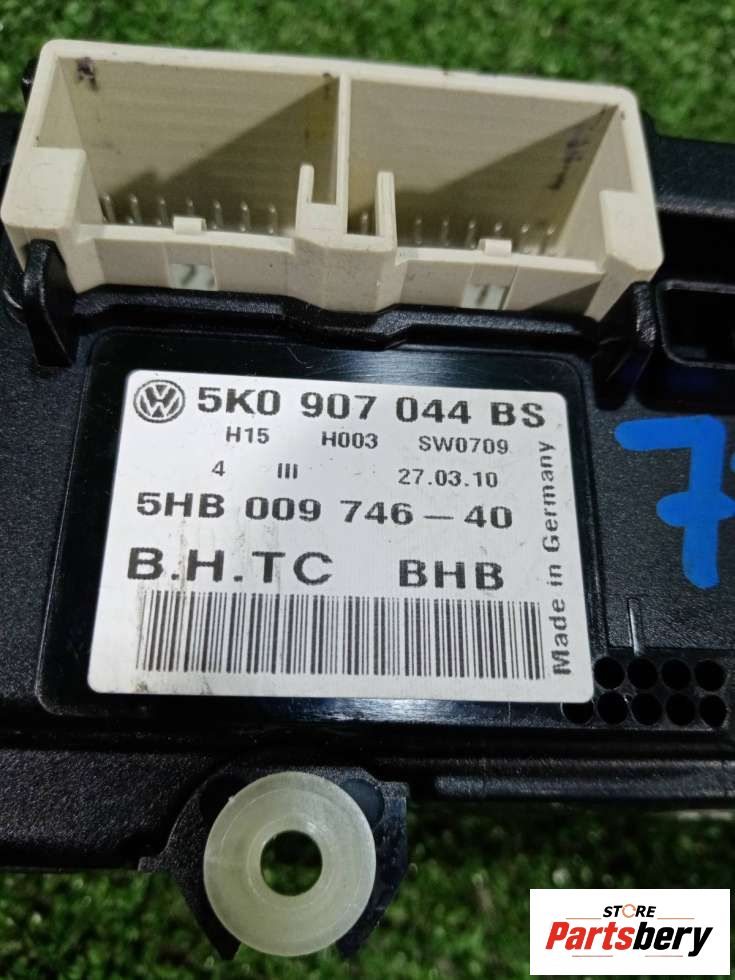 5K0 907 044 BS
H15 H003 SW0709
4 III 27.03.10
5HB 009 746-40
B.H.TC BHB
Made in Germany
STORE
Partsbery